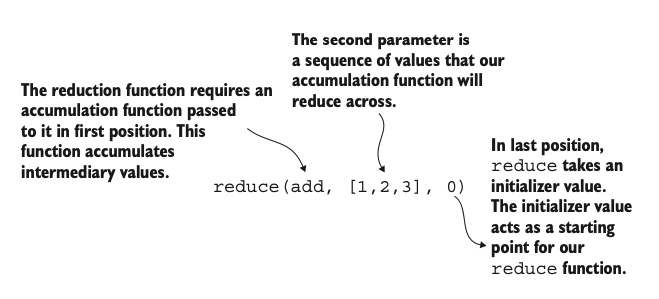 The second parameter is
a sequence of values that our
accumulation function will
reduce across.
The reduction function requires an
accumulation function passed
to it in first position. This
function accumulates
intermediary values.
reduce(add, [1,2,3], 0)
In last position,
reduce takes an
initializer value.
The initializer value
acts as a starting
point for our
reduce function.